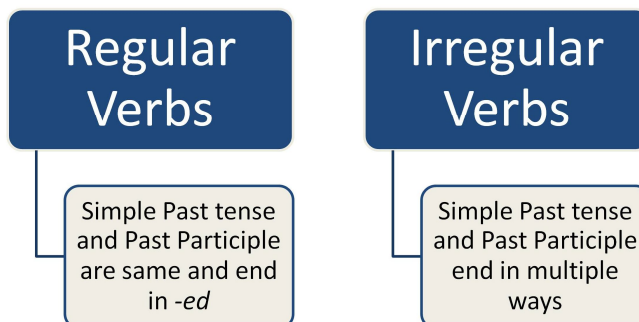 Regular
Verbs
Simple Past tense
and Past Participle
are same and end
in -ed
Irregular
Verbs
Simple Past tense
and Past Participle
end in multiple
ways